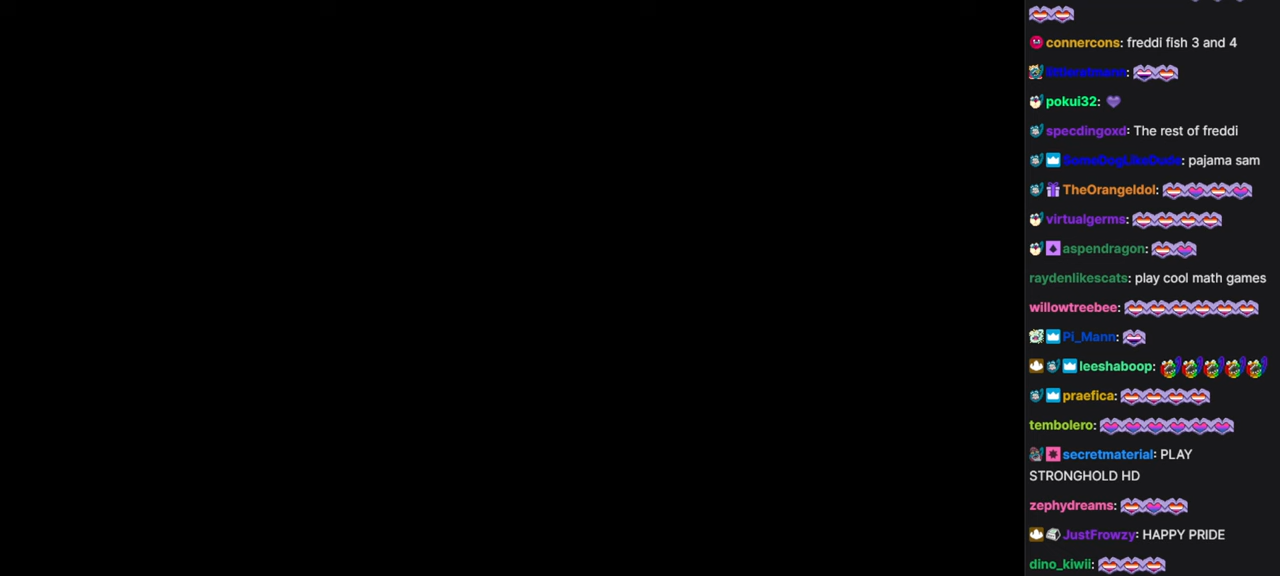 connercons: freddi fish 3 and 4
pokui32:
specdingoxd: The rest of freddi
SomeDogLikeDude: pajama sam
TheOrangeIdol:
virtualgerms:
aspendragon:
raydenlikescats: play cool math games
willowtreebee:
Pi_Mann:
leeshaboop:
praefica:
tembolero:
secretmaterial: PLAY
STRONGHOLD HD
zephydreams:
JustFrowzy: HAPPY PRIDE
dino_kiwii: